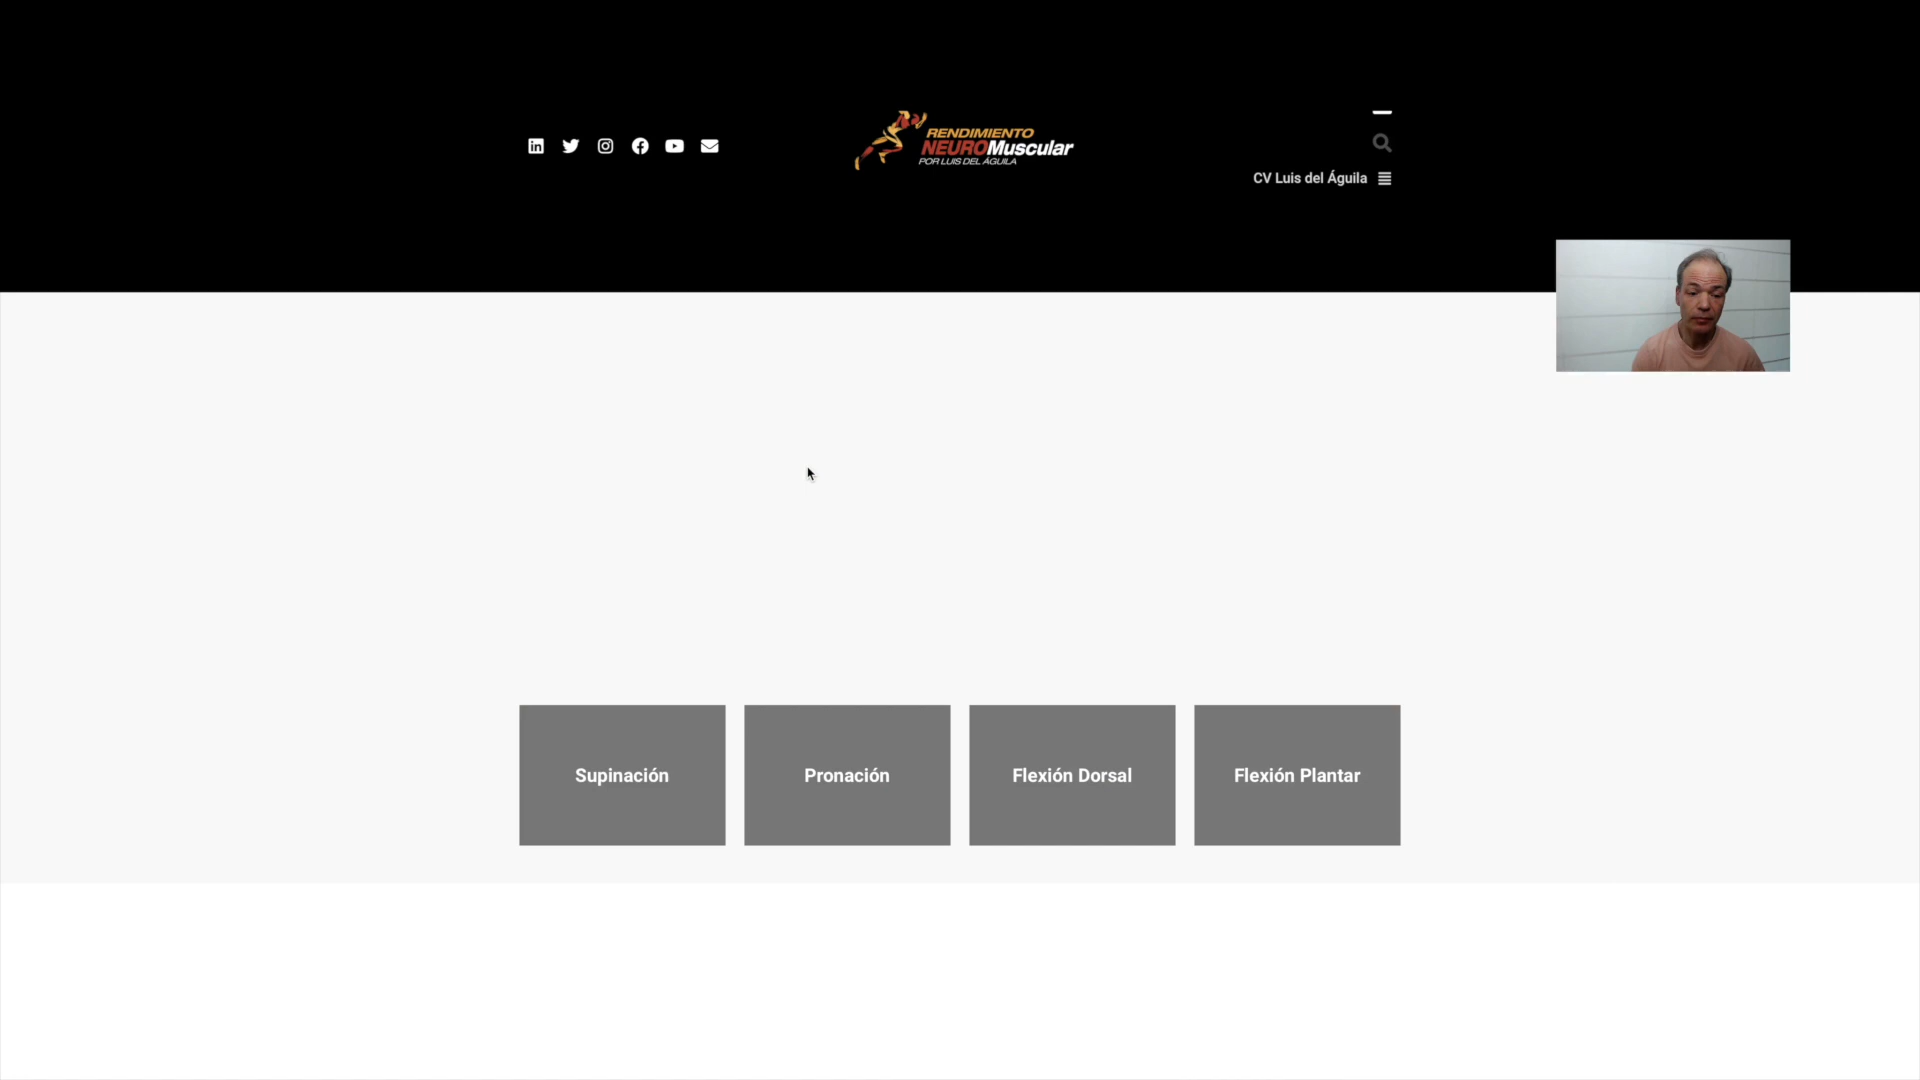 RENDIMIENTO
NEUROMuscular
POR LUIS DEL ÁGUILA
CV Luis del Águila
Supinación
Pronación
Flexión Dorsal
Flexión Plantar